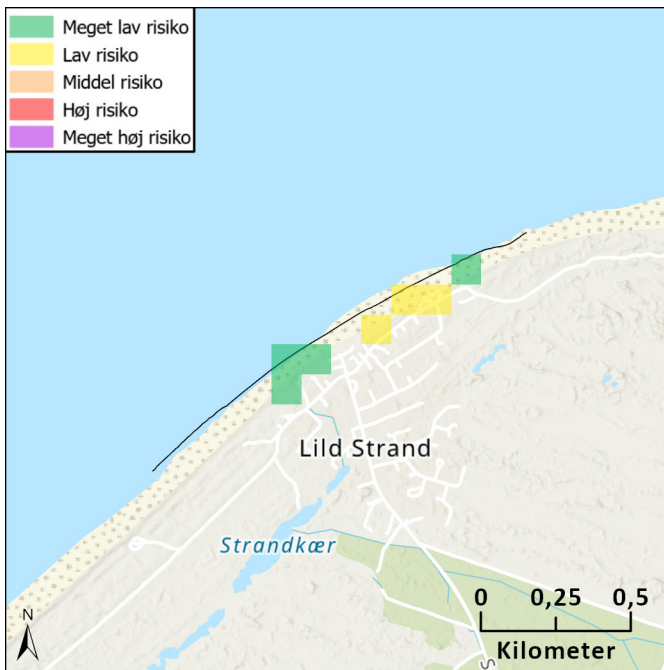 Meget lav risiko
Lav risiko
Middel risiko
Høj risiko
Meget høj risiko
Lild Strand
Strandkær
N
0 0,25 0,5
Kilometer
S